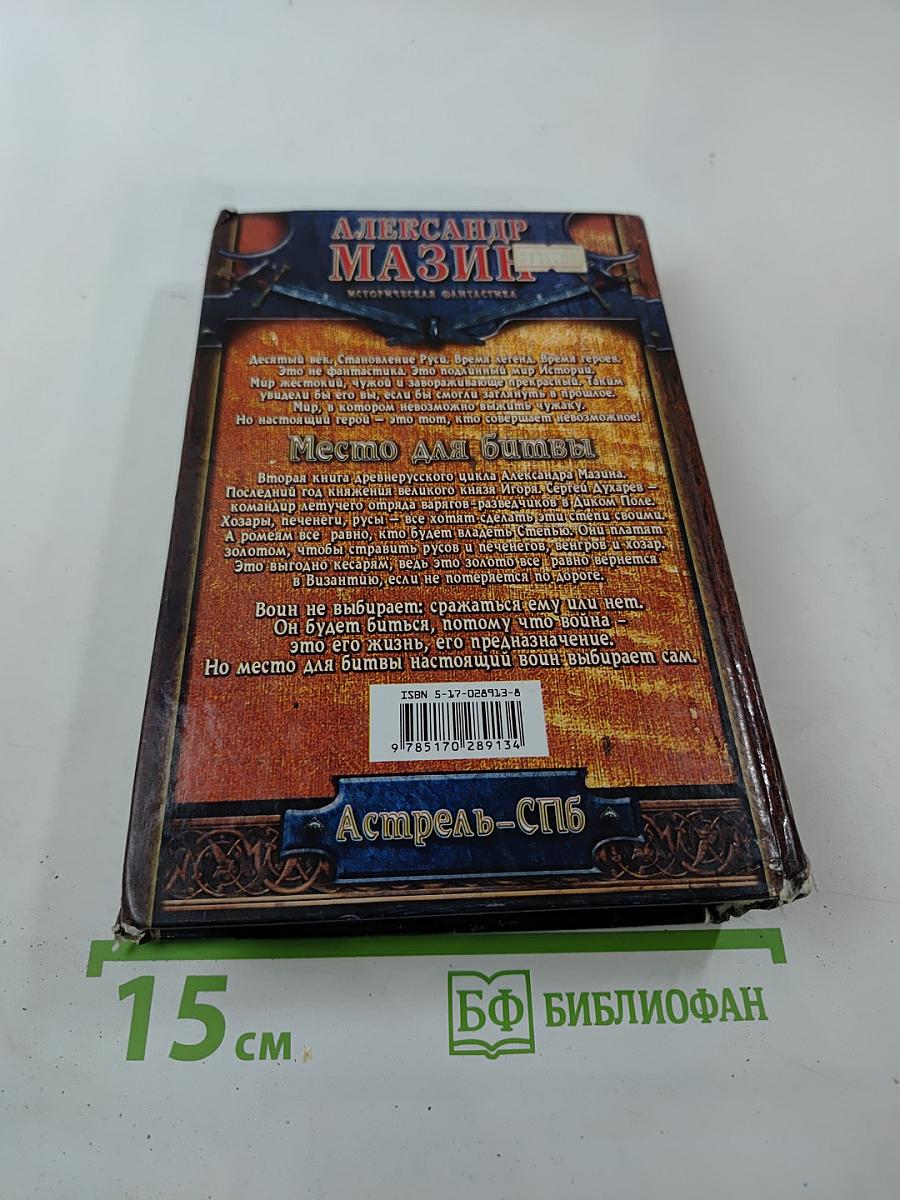 АЛЕКСАНДР
МАЗИН
ИСТОРИЧЕСКАЯ ФАНТАСТИКА
Десятый век. Становление Руси. Время легенд. Время героев.
Это не фантастика. Это подлинный мир Истории.
Мир жестокий, чужой и завораживающе прекрасный. Таким
увидели бы его вы, если бы смогли заглянуть в прошлое.
Мир, в котором невозможно выжить чужаку.
Но настоящий герой – это тот, кто совершает невозможное!
Место для битвы
Вторая книга древнерусского цикла Александра Мазина.
Последний год княжения великого князя Игоря. Сергей Духарев –
командир летучего отряда варягов-разведчиков в Диком Поле.
Хозары, печенеги, русы – все хотят сделать эти степи своими.
А ромеям все равно, кто будет владеть Степью. Они платят
золотом, чтобы стравить русов и печенегов, венгров и хозар.
Это выгодно кесарям, ведь это золото все равно вернется
в Византию, если не потеряется по дороге.
Воин не выбирает: сражаться ему или нет.
Он будет биться, потому что война –
это его жизнь, его предназначение.
Но место для битвы настоящий воин выбирает сам.
ISBN 5-17-028913-8
9 785170 289134
Астрель-СПб
15 см
БФ БИБЛИОФАН